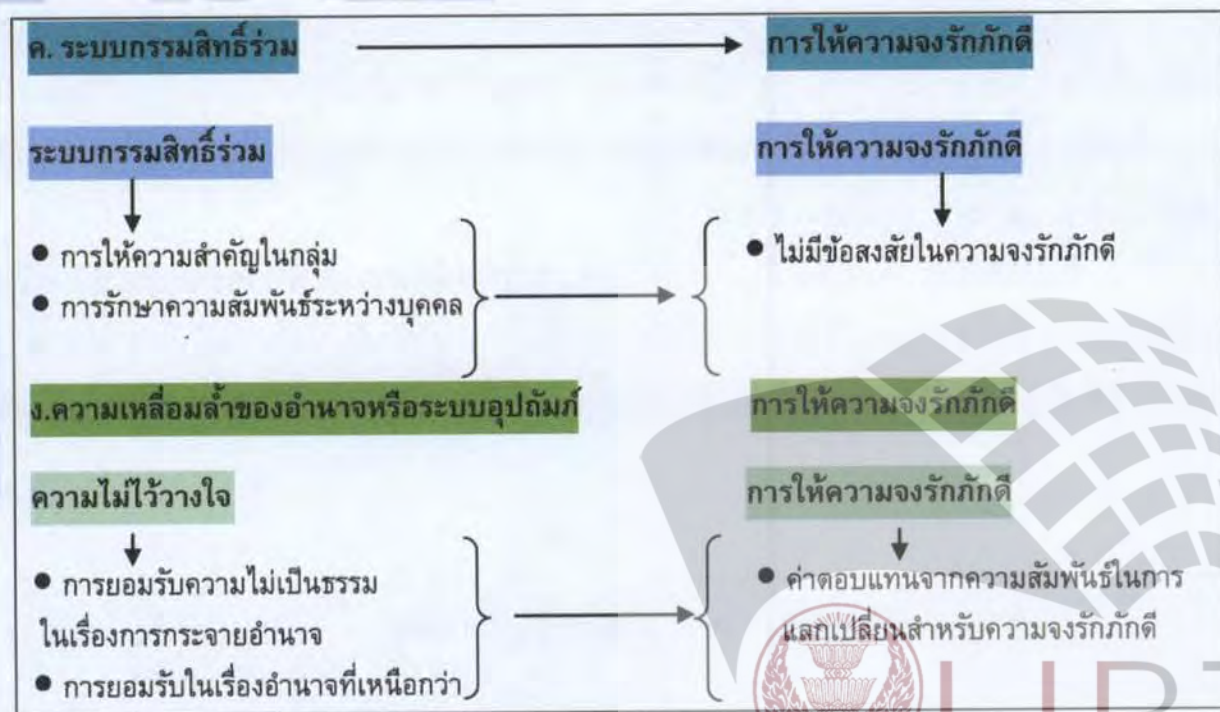 ค. ระบบกรรมสิทธิ์ร่วม
การให้ความจงรักภักดี
ระบบกรรมสิทธิ์ร่วม
การให้ความจงรักภักดี
● การให้ความสำคัญในกลุ่ม
● การรักษาความสัมพันธ์ระหว่างบุคคล
● ไม่มีข้อสงสัยในความจงรักภักดี
ง.ความเหลื่อมล้ำของอำนาจหรือระบบอุปถัมภ์
การให้ความจงรักภักดี
ความไม่ไว้วางใจ
การให้ความจงรักภักดี
● การยอมรับความไม่เป็นธรรม
ในเรื่องการกระจายอำนาจ
● การยอมรับในเรื่องอำนาจที่เหนือกว่า
● ค่าตอบแทนจากความสัมพันธ์ในการ
แลกเปลี่ยนสำหรับความจงรักภักดี